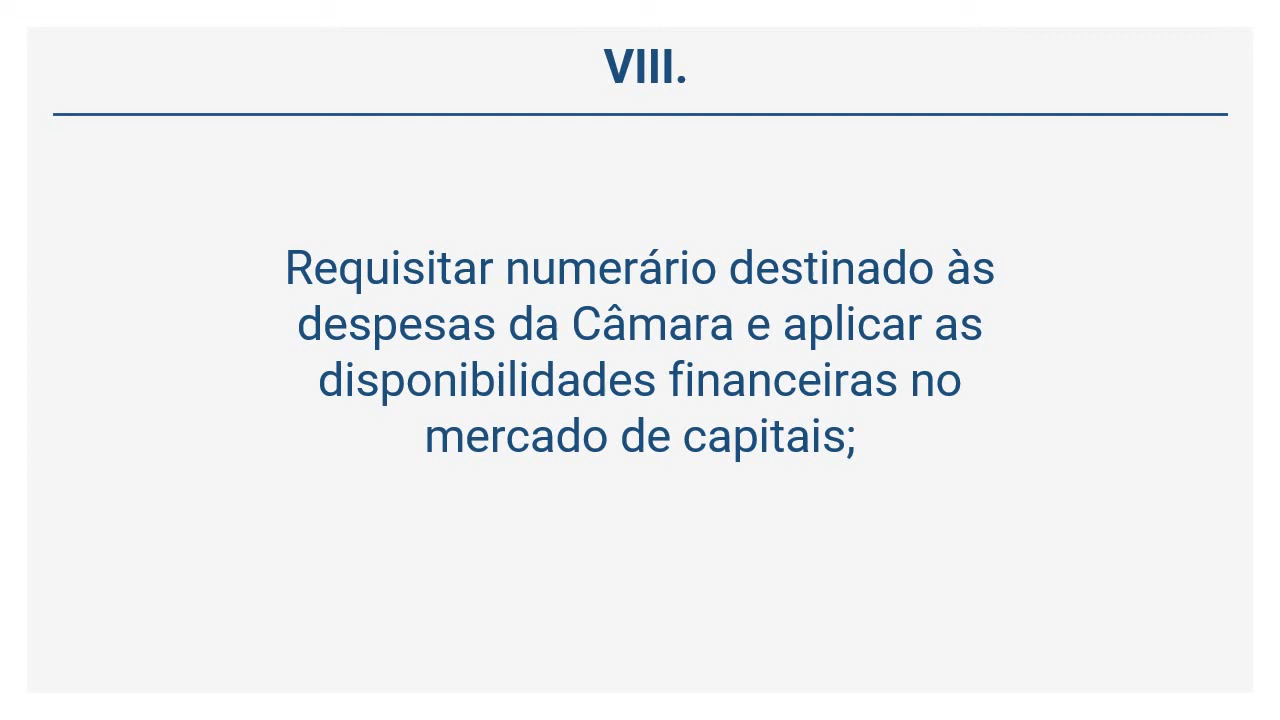 VIII.
Requisitar numerário destinado às
despesas da Câmara e aplicar as
disponibilidades financeiras no
mercado de capitais;